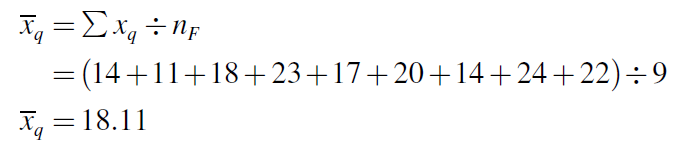 x̄_q = ∑ x_q ÷ n_F
= (14+11+18+23+17+20+14+24+22) ÷ 9
x̄_q = 18.11